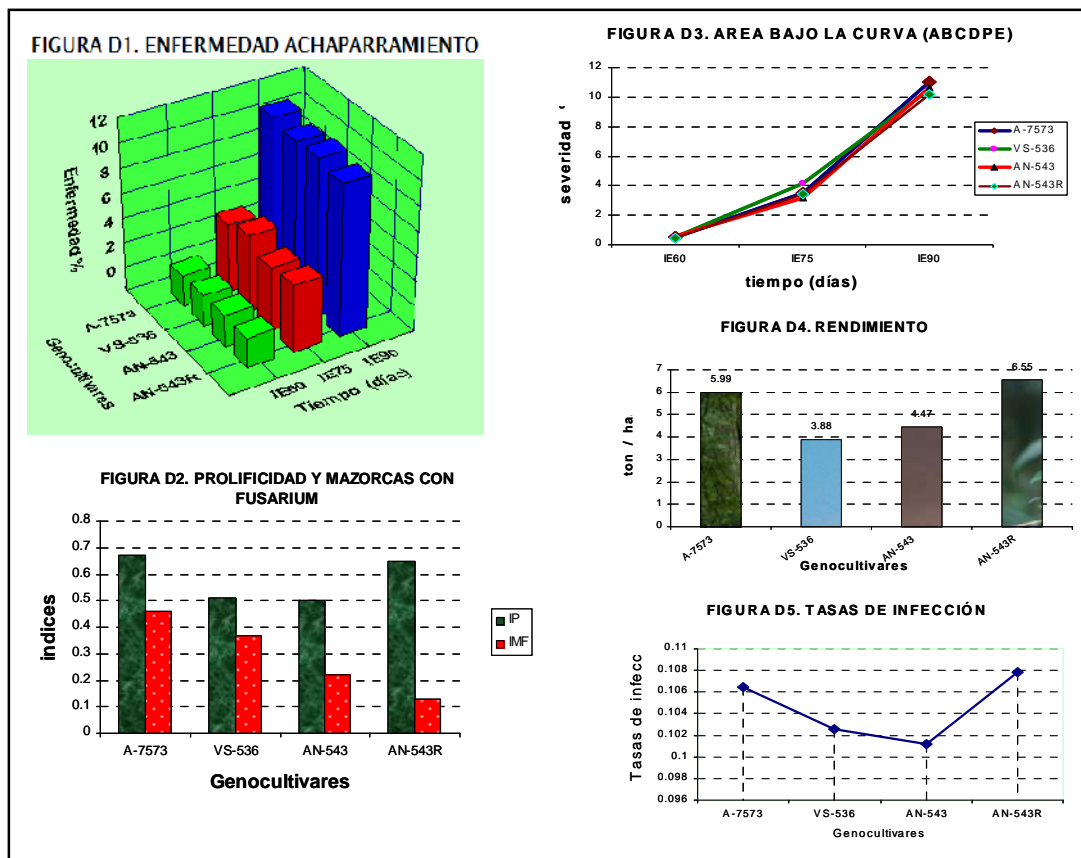 FIGURA D1. ENFERMEDAD ACHAPARRAMIENTO
12
10
8
6
4
2
0
Enfermedad%
A-7573
VS-536
AN-543
AN-543R
Genocultivares
IE60
IE75
IE90
Tiempo (días)
FIGURA D2. PROLIFICIDAD Y MAZORCAS CON
FUSARIUM
0.8
0.7
0.6
0.5
0.4
0.3
0.2
0.1
0
indices
A-7573
VS-536
AN-543
AN-543R
Genocultivares
IP
IMF
FIGURA D3. AREA BAJO LA CURVA (ABCDPE)
12
10
8
6
4
2
0
severidad
IE60
IE75
IE90
tiempo (días)
A-7573
VS-536
AN-543
AN-543R
FIGURA D4. RENDIMIENTO
7
6
5
4
3
2
1
0
ton / ha
5.99
3.88
4.47
6.55
A-7573
VS-536
AN-543
AN-543R
Genocultivares
FIGURA D5. TASAS DE INFECCIÓN
0.11
0.108
0.106
0.104
0.102
0.1
0.098
0.096
Tasas de infecc
A-7573
VS-536
AN-543
AN-543R
Genocultivares